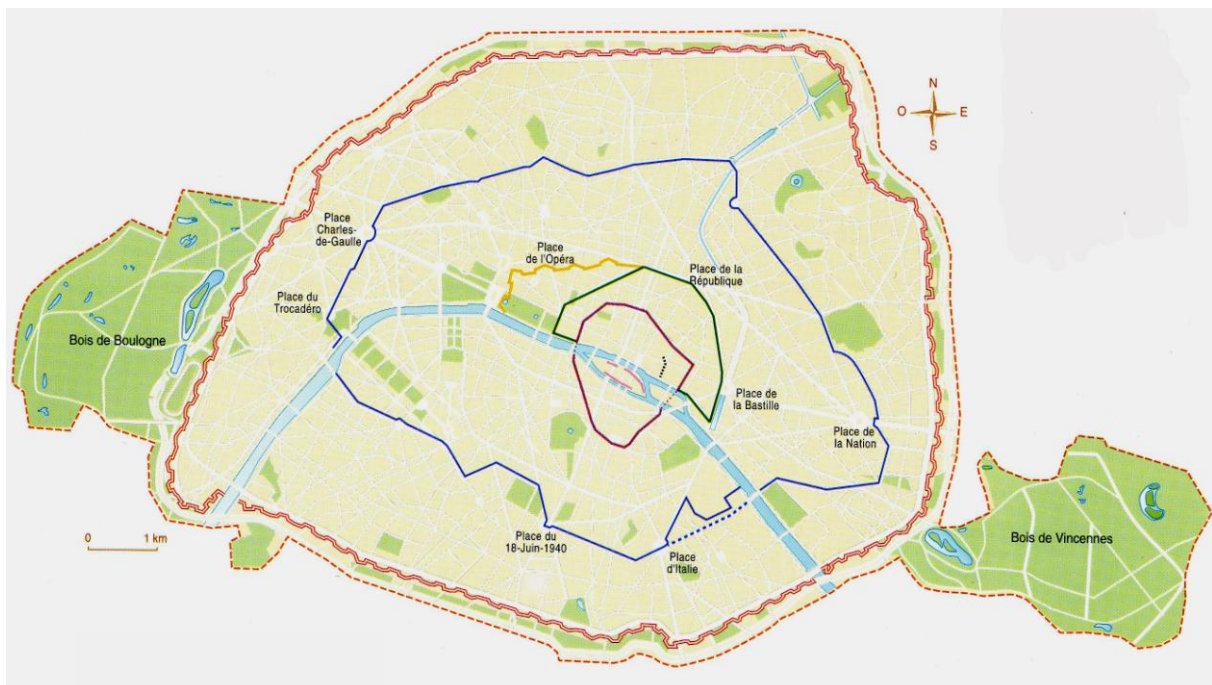 N
O
E
S
Place
Charles-
de-Gaulle
Place
de l'Opéra
Place de la
République
Place du
Trocadéro
Bois de Boulogne
Place de
la Bastille
Place de
la Nation
0
1 km
Place du
18-Juin-1940
Place
d'Italie
Bois de Vincennes